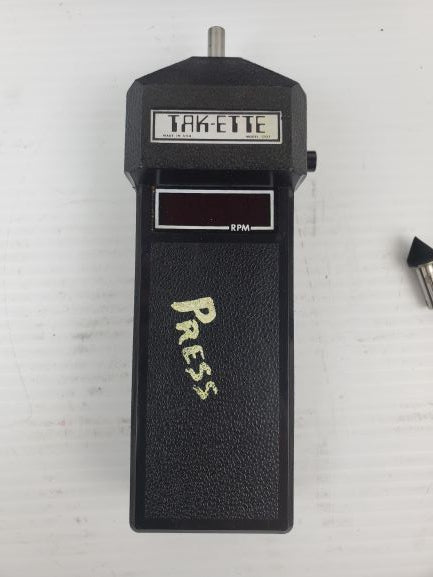 TAK-ETTE
MADE IN USA
RPM
PRESS